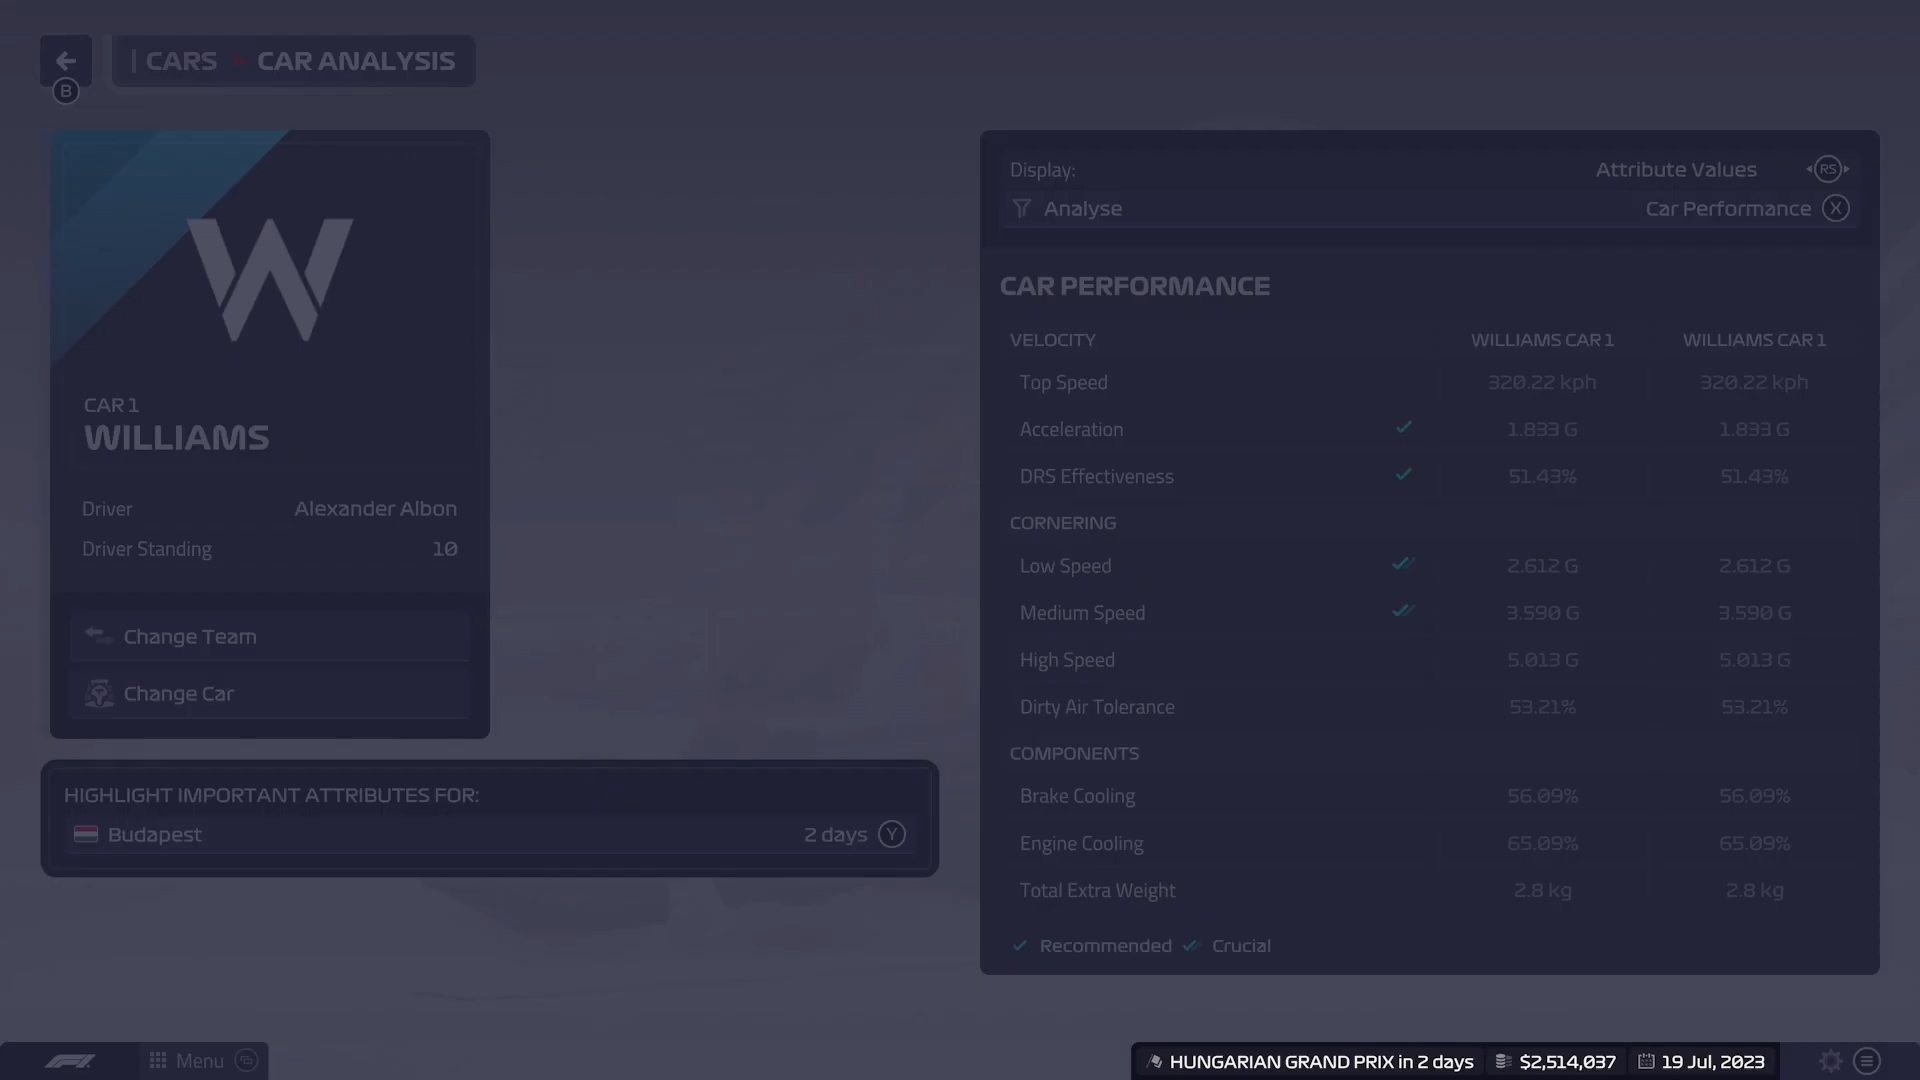 CARS CAR ANALYSIS
B
CAR 1
WILLIAMS
Driver Alexander Albon
Driver Standing 10
Change Team
Change Car
HIGHLIGHT IMPORTANT ATTRIBUTES FOR:
Budapest 2 days Y
Display: Attribute Values RS
Analyse Car Performance X
CAR PERFORMANCE
VELOCITY WILLIAMS CAR 1 WILLIAMS CAR 1
Top Speed 320.22 kph 320.22 kph
Acceleration 1.833 G 1.833 G
DRS Effectiveness 51.43% 51.43%
CORNERING
Low Speed 2.612 G 2.612 G
Medium Speed 3.590 G 3.590 G
High Speed 5.013 G 5.013 G
Dirty Air Tolerance 53.21% 53.21%
COMPONENTS
Brake Cooling 56.09% 56.09%
Engine Cooling 65.09% 65.09%
Total Extra Weight 2.8 kg 2.8 kg
Recommended Crucial
F1 Menu HUNGARIAN GRAND PRIX in 2 days $2,514,037 19 Jul, 2023